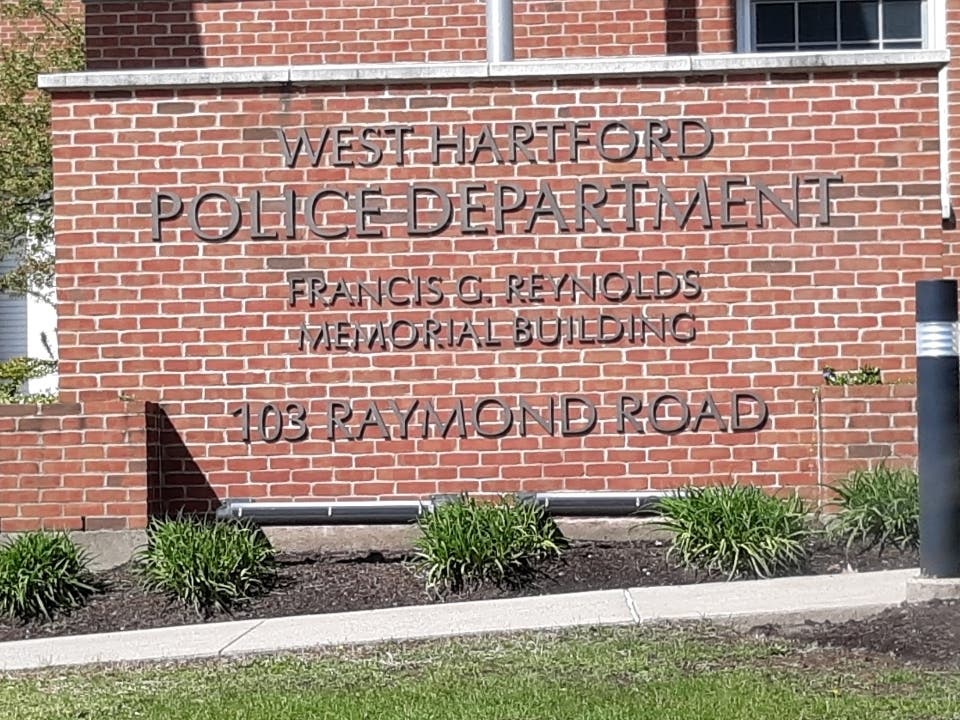 WEST HARTFORD
POLICE DEPARTMENT
FRANCIS G. REYNOLDS
MEMORIAL BUILDING
103 RAYMOND ROAD